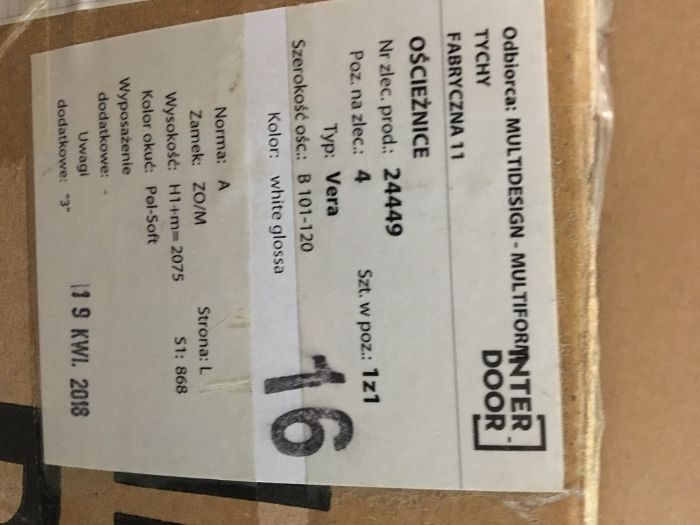 Odbiorca: MULTIDESIGN - MULTIFORM -
TYCHY
FABRYCZNA 11
INTER
DOOR
OŚCIEŻNICE
Nr zlec. prod.: 24449
Poz. na zlec.: 4 Szt. w poz.: 1z1
Typ: Vera
Szerokość ośc.: B 101-120
Kolor: white glossa
16
Norma: A
Zamek: ZO/M Strona: L
Wysokość: H1+m= 2075 S1: 868
Kolor okuć: Pol-Soft
Wyposażenie
dodatkowe: -
Uwagi
dodatkowe: "3"
19 KWI. 2018